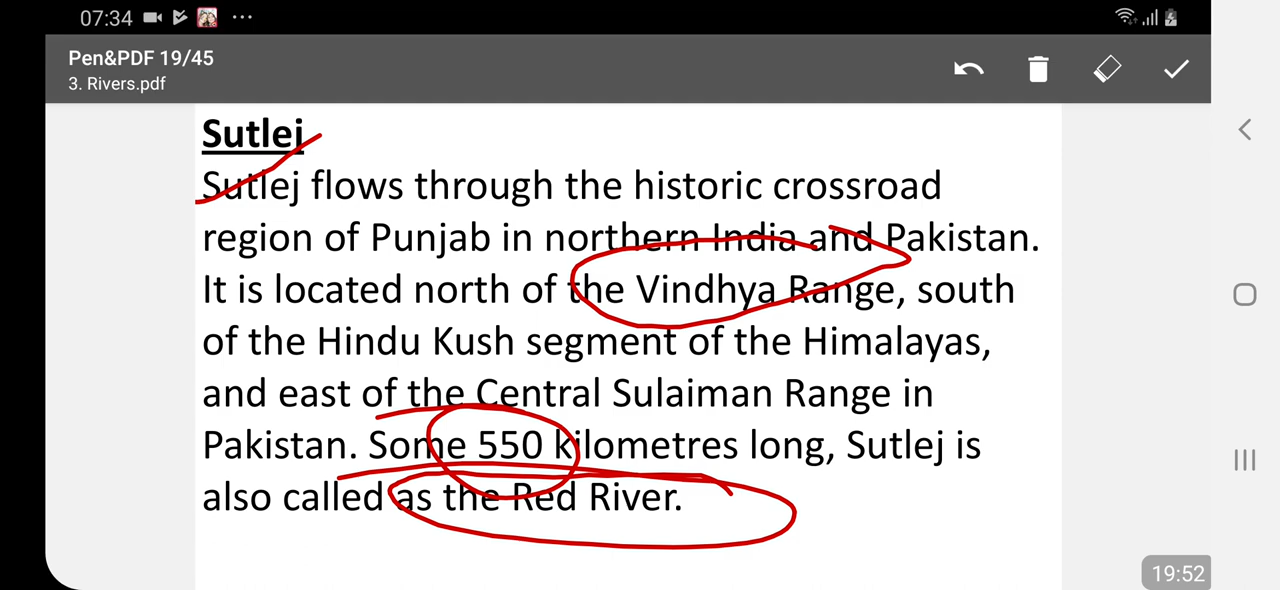 07:34
Pen&PDF 19/45
3. Rivers.pdf
Sutlej
Sutlej flows through the historic crossroad
region of Punjab in northern India and Pakistan.
It is located north of the Vindhya Range, south
of the Hindu Kush segment of the Himalayas,
and east of the Central Sulaiman Range in
Pakistan. Some 550 kilometres long, Sutlej is
also called as the Red River.
19:52